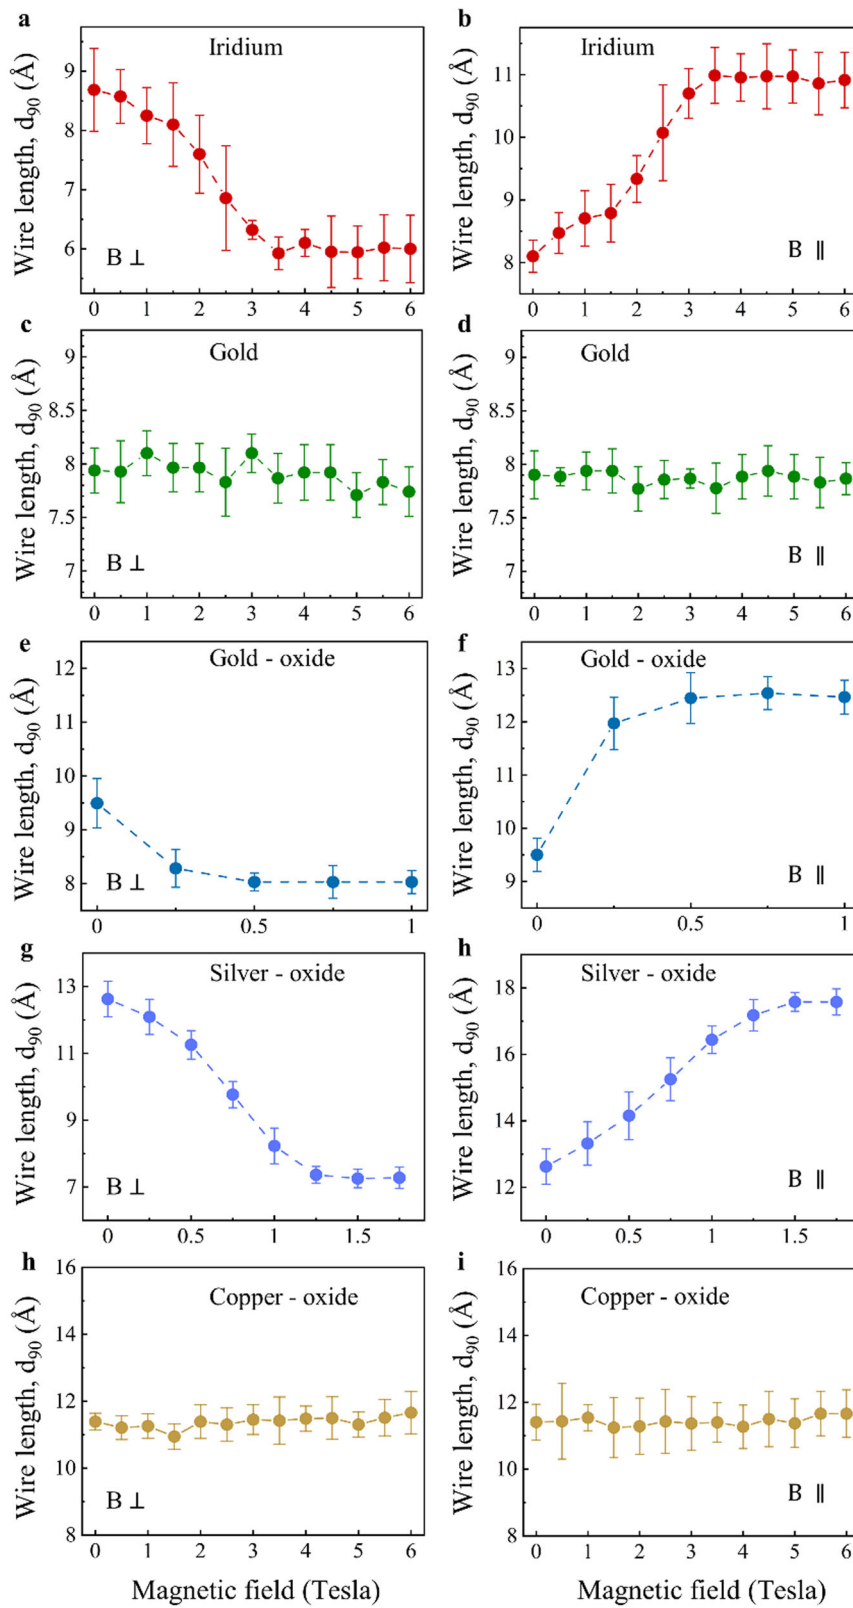 a
Iridium
Wire length, d90 (Å)
9
8
7
6
B ⊥
0 1 2 3 4 5 6
b
Iridium
Wire length, d90 (Å)
11
10
9
8
B ∥
0 1 2 3 4 5 6
c
Gold
Wire length, d90 (Å)
9
8.5
8
7.5
7
B ⊥
0 1 2 3 4 5 6
d
Gold
Wire length, d90 (Å)
9
8.5
8
7.5
7
B ∥
0 1 2 3 4 5 6
e
Gold - oxide
Wire length, d90 (Å)
12
11
10
9
8
B ⊥
0 0.5 1
f
Gold - oxide
Wire length, d90 (Å)
13
12
11
10
9
B ∥
0 0.5 1
g
Silver - oxide
Wire length, d90 (Å)
13
11
9
7
B ⊥
0 0.5 1 1.5
h
Silver - oxide
Wire length, d90 (Å)
18
16
14
12
B ∥
0 0.5 1 1.5
h
Copper - oxide
Wire length, d90 (Å)
16
14
12
10
8
B ⊥
0 1 2 3 4 5 6
Magnetic field (Tesla)
i
Copper - oxide
Wire length, d90 (Å)
16
14
12
10
8
B ∥
0 1 2 3 4 5 6
Magnetic field (Tesla)